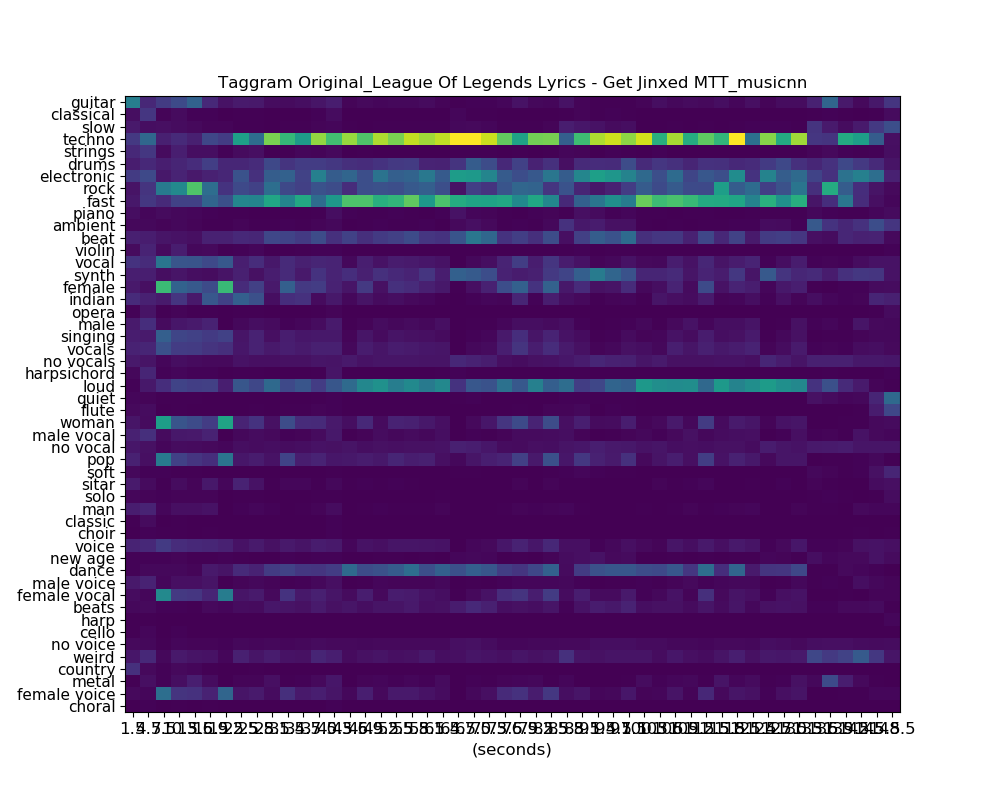 Taggram Original_League Of Legends Lyrics - Get Jinxed MTT_musicnn
guitar
classical
slow
techno
strings
drums
electronic
rock
fast
piano
ambient
beat
violin
vocal
synth
female
indian
opera
male
singing
vocals
no vocals
harpsichord
loud
quiet
flute
woman
male vocal
no vocal
pop
soft
sitar
solo
man
classic
choir
voice
new age
dance
male voice
female vocal
beats
harp
cello
no voice
weird
country
metal
female voice
choral
(seconds)